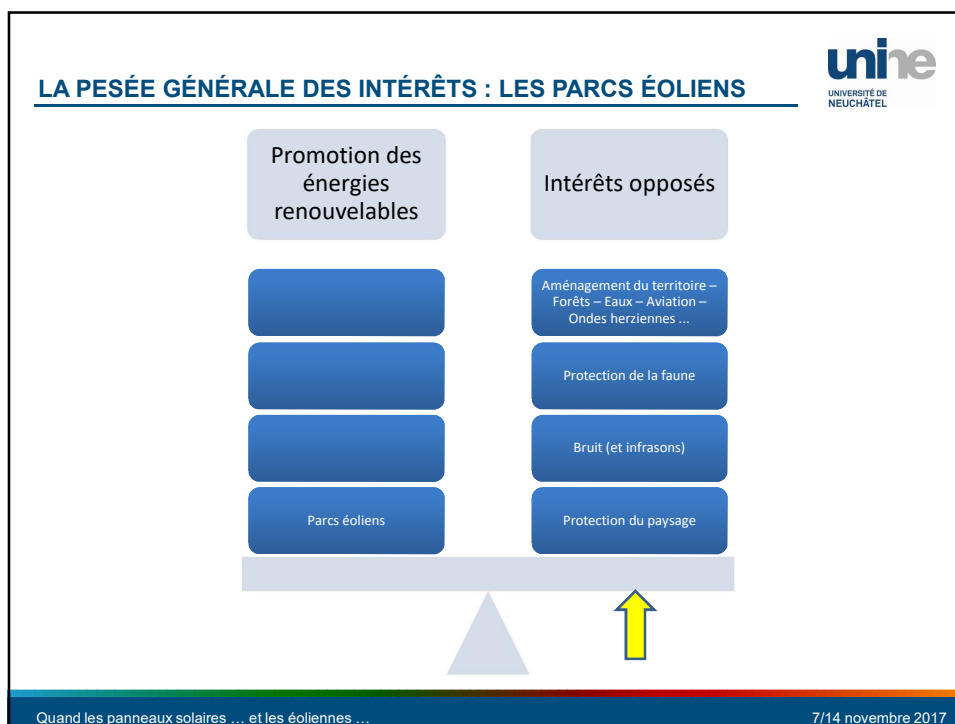 LA PESÉE GÉNÉRALE DES INTÉRÊTS : LES PARCS ÉOLIENS
unine
UNIVERSITÉ DE
NEUCHÂTEL
Promotion des
énergies
renouvelables
Intérêts opposés
Aménagement du territoire –
Forêts – Eaux – Aviation –
Ondes herziennes ...
Protection de la faune
Bruit (et infrasons)
Parcs éoliens
Protection du paysage
Quand les panneaux solaires … et les éoliennes …
7/14 novembre 2017